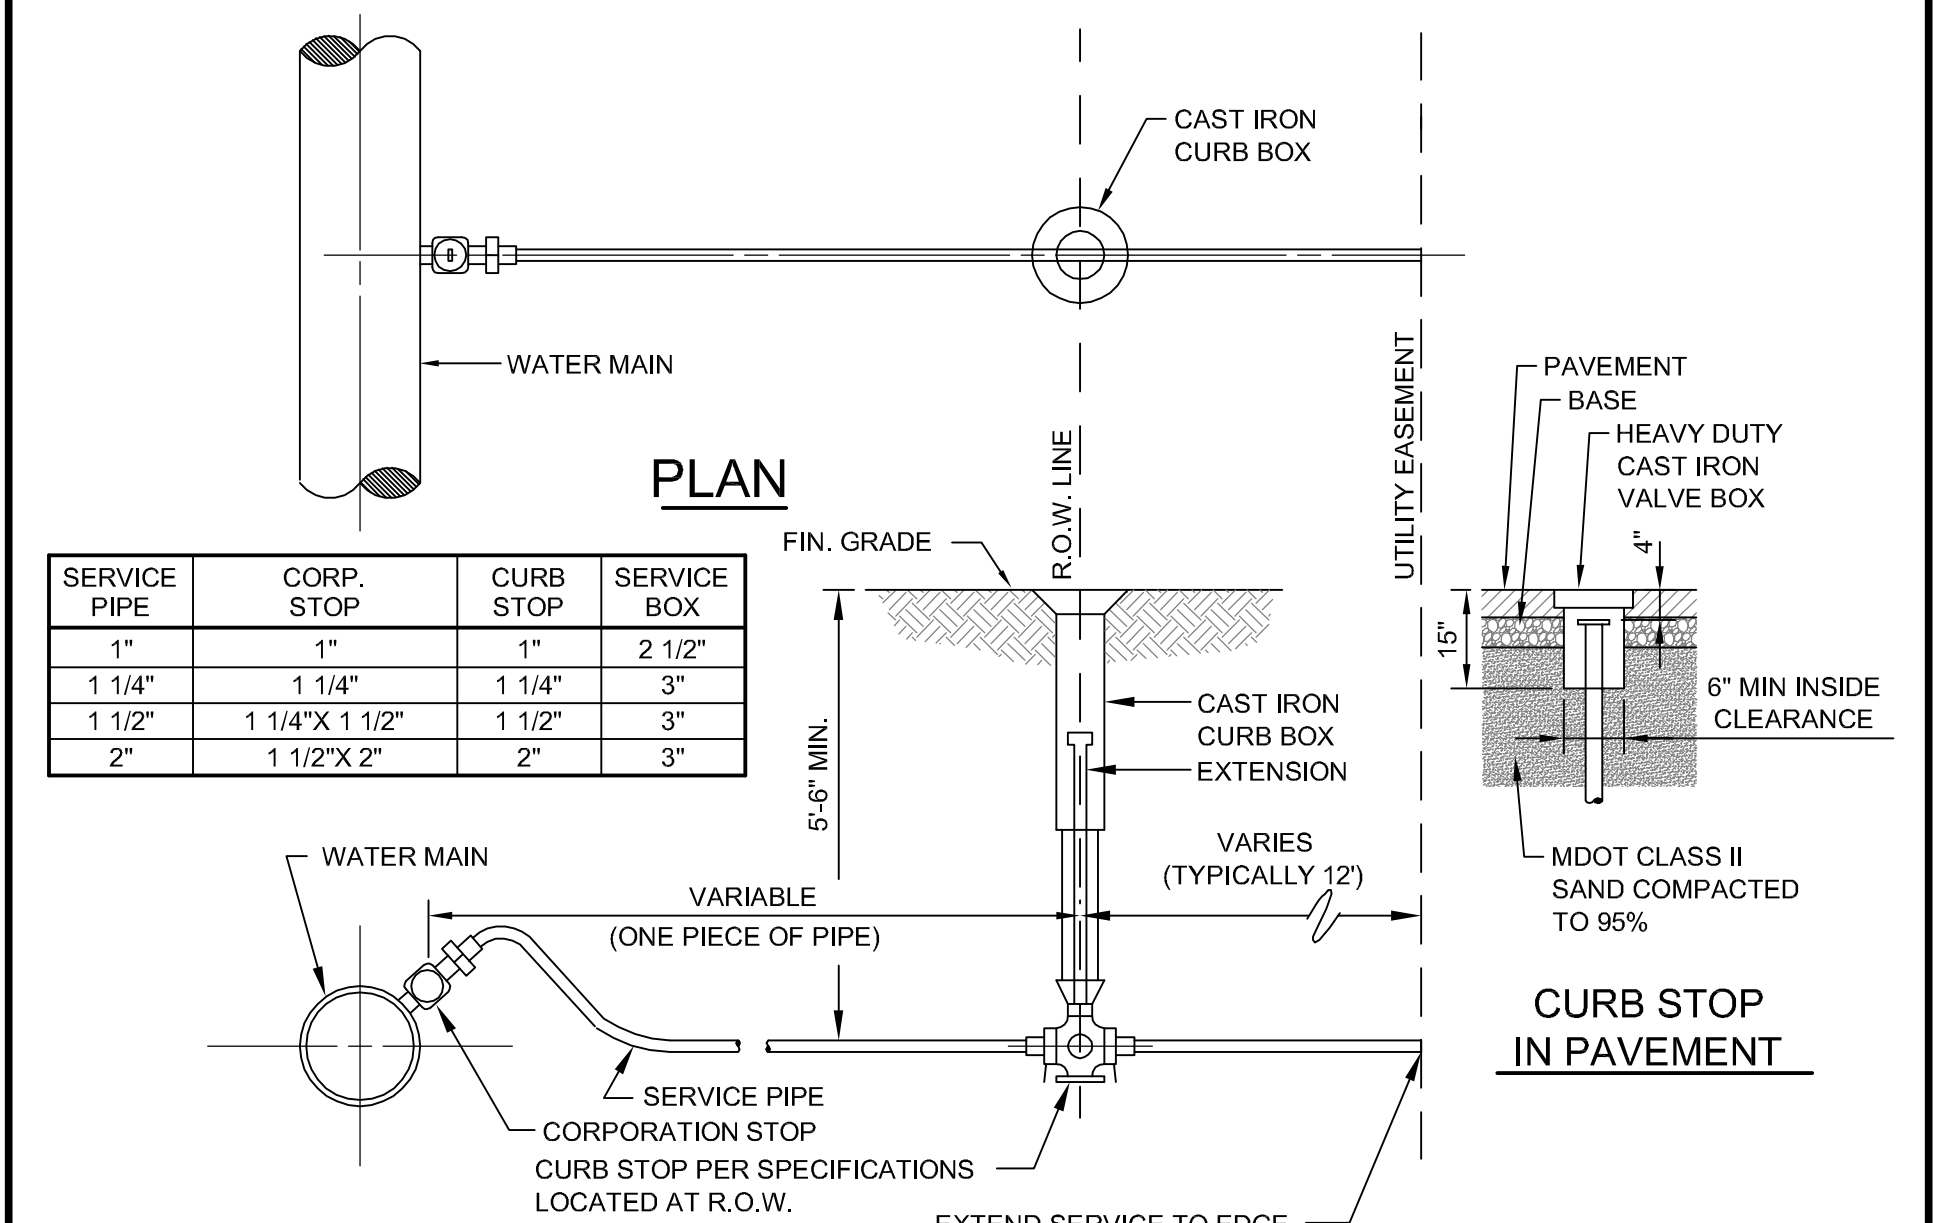 CAST IRON
CURB BOX
WATER MAIN
PLAN
R.O.W. LINE
UTILITY EASEMENT
PAVEMENT
BASE
HEAVY DUTY
CAST IRON
VALVE BOX
4"
15"
6" MIN INSIDE
CLEARANCE
MDOT CLASS II
SAND COMPACTED
TO 95%
CURB STOP
IN PAVEMENT
SERVICE PIPE CORP. STOP CURB STOP SERVICE BOX
1" 1" 1" 2 1/2"
1 1/4" 1 1/4" 1 1/4" 3"
1 1/2" 1 1/4"X 1 1/2" 1 1/2" 3"
2" 1 1/2"X 2" 2" 3"
FIN. GRADE
5'-6" MIN.
CAST IRON
CURB BOX
EXTENSION
VARIES
(TYPICALLY 12')
WATER MAIN
VARIABLE
(ONE PIECE OF PIPE)
SERVICE PIPE
CORPORATION STOP
CURB STOP PER SPECIFICATIONS
LOCATED AT R.O.W.
EXTEND SERVICE TO EDGE